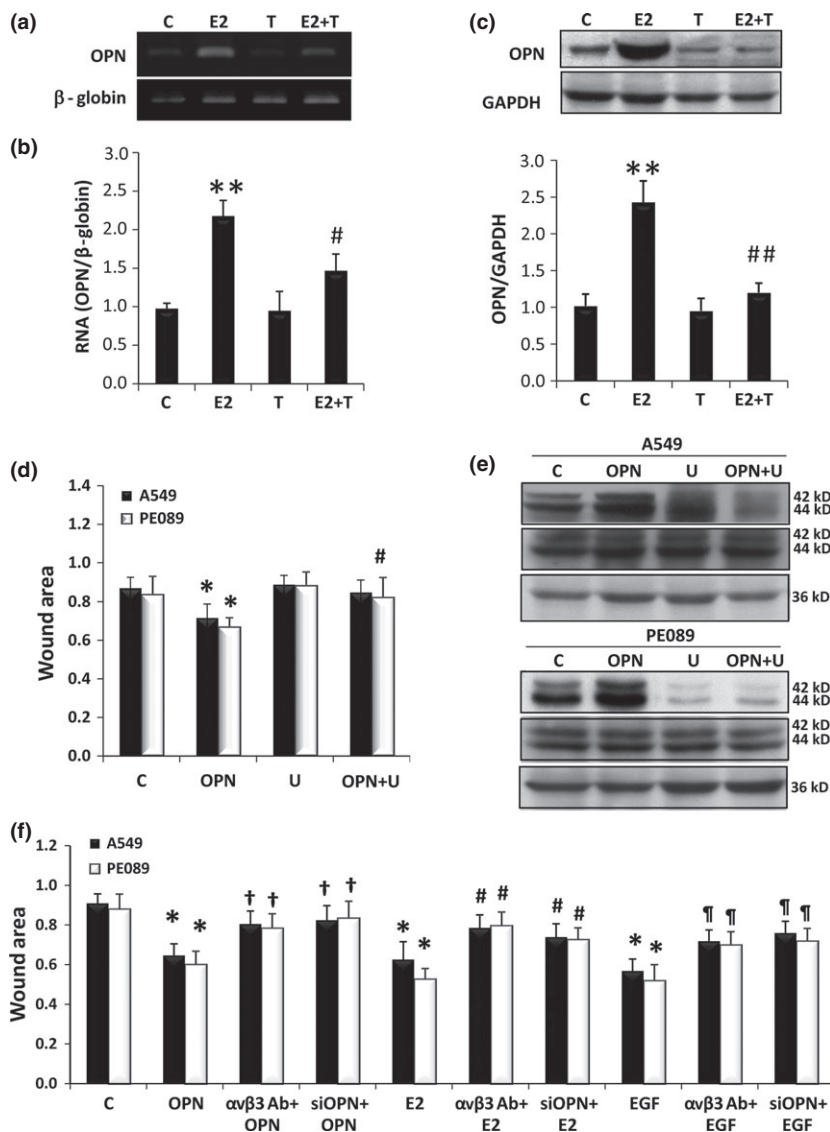 (a)
C E2 T E2+T
OPN
β-globin
(b)
RNA (OPN/β-globin)
3.0
2.5
2.0
1.5
1.0
0.5
0.0
**
#
C E2 T E2+T
(c)
C E2 T E2+T
OPN
GAPDH
OPN/GAPDH
3.0
2.5
2.0
1.5
1.0
0.5
0.0
**
##
C E2 T E2+T
(d)
Wound area
1.4
1.2
1.0
0.8
0.6
0.4
0.2
0.0
A549
PE089
* *
#
C OPN U OPN+U
(e)
A549
C OPN U OPN+U
42 kD
44 kD
42 kD
44 kD
36 kD
PE089
C OPN U OPN+U
42 kD
44 kD
42 kD
44 kD
36 kD
(f)
Wound area
1.2
1.0
0.8
0.6
0.4
0.2
0.0
A549
PE089
* * † † † † * * # # # # * * ¶ ¶ ¶ ¶
C OPN αvβ3 Ab+ siOPN+ E2 αvβ3 Ab+ siOPN+ EGF αvβ3 Ab+ siOPN+
OPN OPN E2 E2 EGF EGF